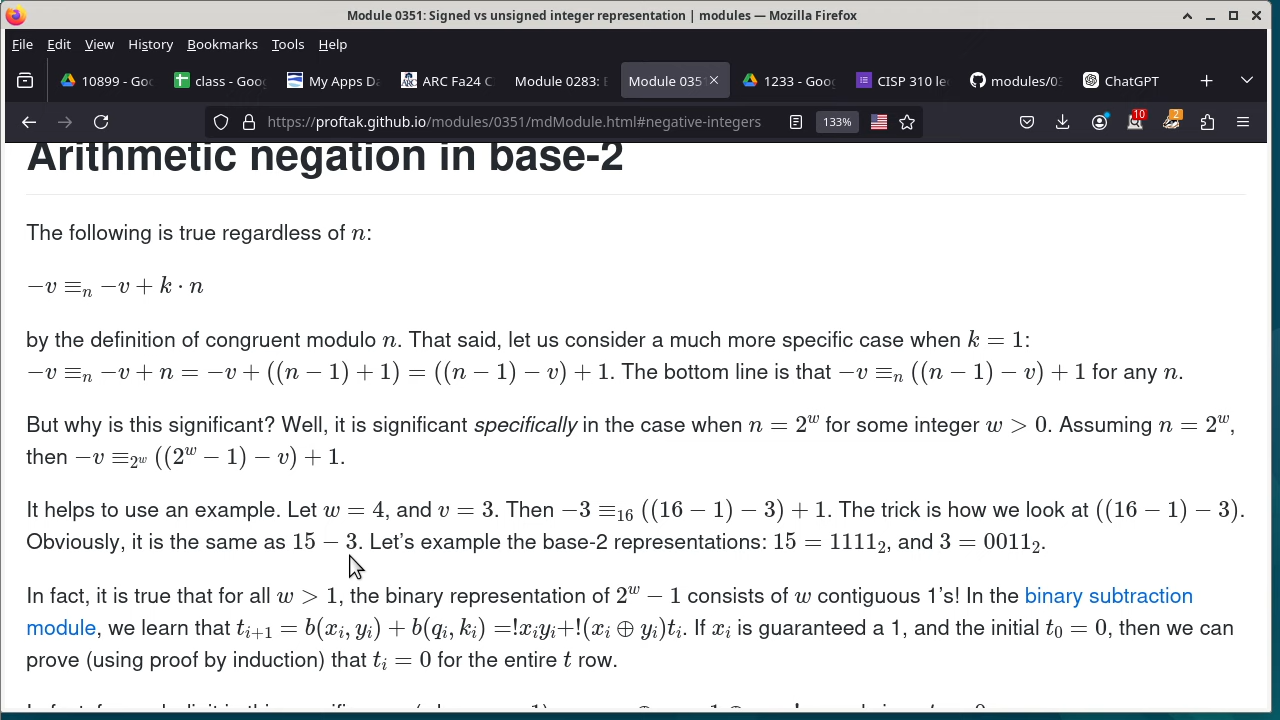 Module 0351: Signed vs unsigned integer representation | modules — Mozilla Firefox
File Edit View History Bookmarks Tools Help
10899 - Goo class - Goo My Apps Da ARC Fa24 C Module 0283: Module 035 1233 - Goo CISP 310 le modules/0 ChatGPT
https://proftak.github.io/modules/0351/mdModule.html#negative-integers 133% 10 2
Arithmetic negation in base-2
The following is true regardless of n:
−v ≡ₙ −v + k · n
by the definition of congruent modulo n. That said, let us consider a much more specific case when k = 1:
−v ≡ₙ −v + n = −v + ((n − 1) + 1) = ((n − 1) − v) + 1. The bottom line is that −v ≡ₙ ((n − 1) − v) + 1 for any n.
But why is this significant? Well, it is significant specifically in the case when n = 2ʷ for some integer w > 0. Assuming n = 2ʷ,
then −v ≡_{2ʷ} ((2ʷ − 1) − v) + 1.
It helps to use an example. Let w = 4, and v = 3. Then −3 ≡₁₆ ((16 − 1) − 3) + 1. The trick is how we look at ((16 − 1) − 3).
Obviously, it is the same as 15 − 3. Let's example the base-2 representations: 15 = 1111₂, and 3 = 0011₂.
In fact, it is true that for all w > 1, the binary representation of 2ʷ − 1 consists of w contiguous 1's! In the binary subtraction
module, we learn that tᵢ₊₁ = b(xᵢ, yᵢ) + b(qᵢ, kᵢ) =!xᵢyᵢ+!(xᵢ ⊕ yᵢ)tᵢ. If xᵢ is guaranteed a 1, and the initial t₀ = 0, then we can
prove (using proof by induction) that tᵢ = 0 for the entire t row.